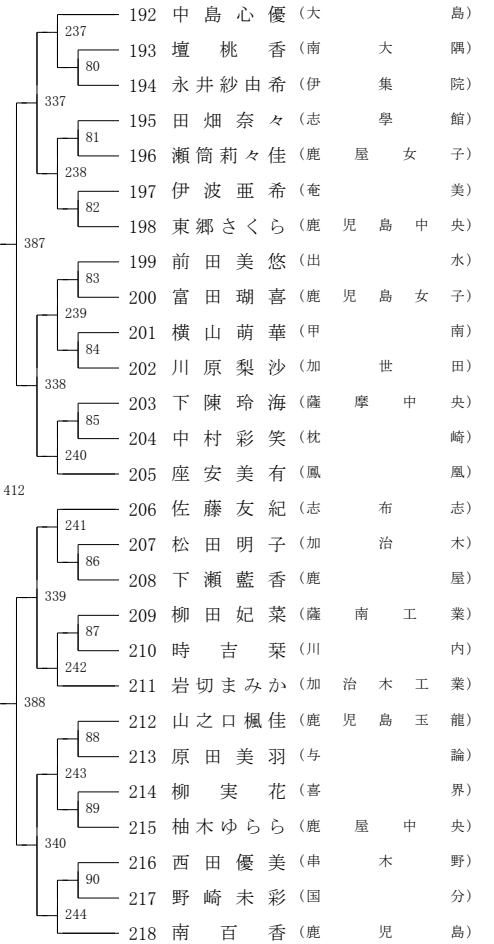 192 中島心優 (大島)
237
193 壇桃香 (南大隅)
80
194 永井紗由希 (伊集院)
337
195 田畑奈々 (志學館)
81
196 瀬筒莉々佳 (鹿屋女子)
238
197 伊波亜希 (奄美)
82
198 東郷さくら (鹿児島中央)
387
199 前田美悠 (出水)
83
200 富田瑚喜 (鹿児島女子)
239
201 横山萌華 (甲南)
84
202 川原梨沙 (加世田)
338
203 下陳玲海 (薩摩中央)
85
204 中村彩笑 (枕崎)
240
205 座安美有 (鳳凰)
412
206 佐藤友紀 (志布志)
241
207 松田明子 (加治木)
86
208 下瀬藍香 (鹿屋)
339
209 柳田妃菜 (薩南工業)
87
210 時吉栞 (川内)
242
211 岩切まみか (加治木工業)
388
212 山之口楓佳 (鹿児島玉龍)
88
213 原田美羽 (与論)
243
214 柳実花 (喜界)
89
215 柚木ゆらら (鹿屋中央)
340
216 西田優美 (串木野)
90
217 野崎未彩 (国分)
244
218 南百香 (鹿児島)